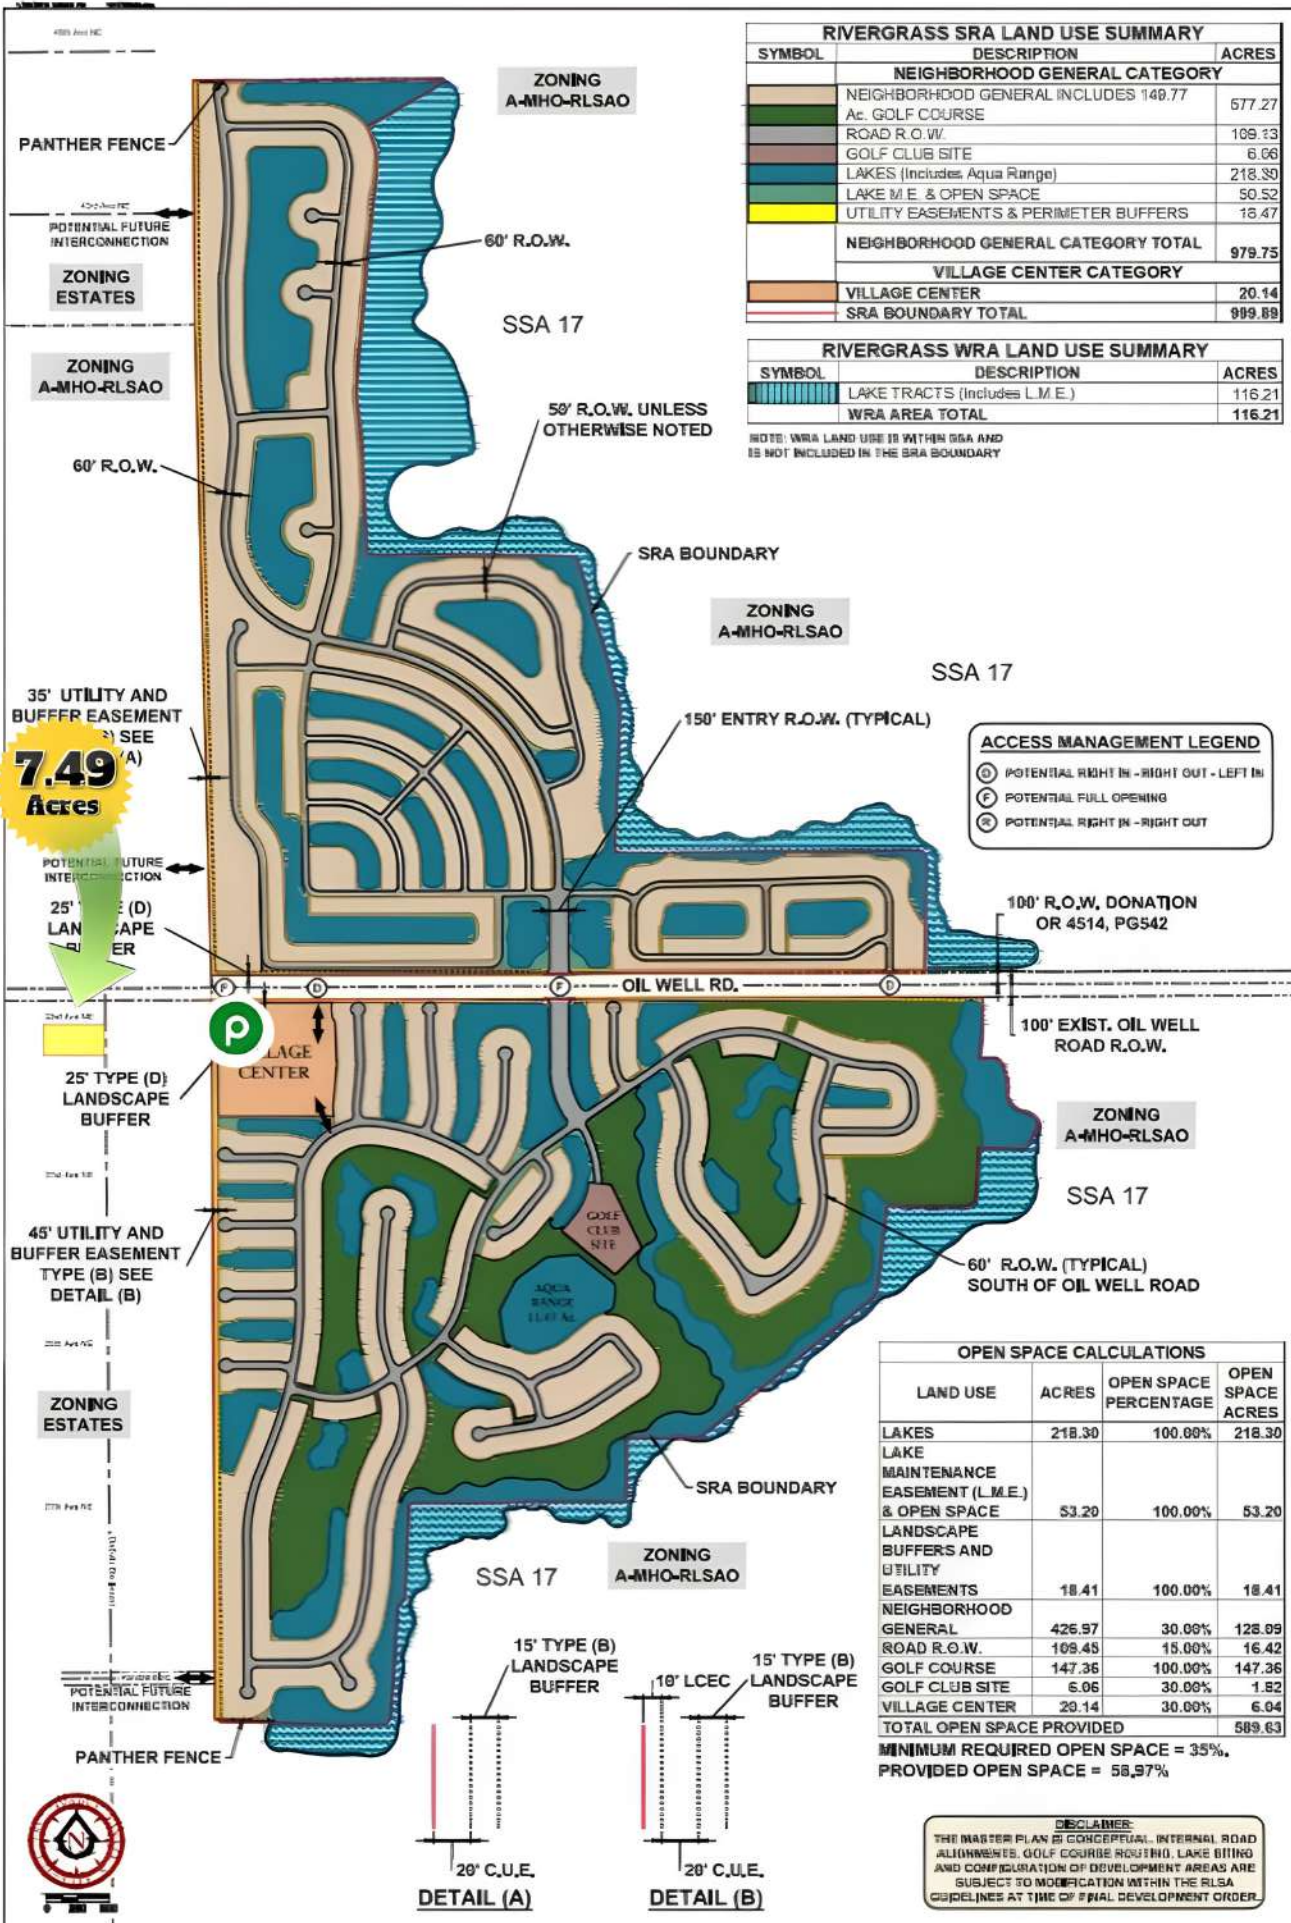 RIVERGRASS SRA LAND USE SUMMARY
SYMBOL DESCRIPTION ACRES
NEIGHBORHOOD GENERAL CATEGORY
NEIGHBORHOOD GENERAL INCLUDES 149.77
Ac. GOLF COURSE 577.27
ROAD R.O.W. 109.13
GOLF CLUB SITE 6.06
LAKES (Includes Aqua Range) 218.30
LAKE M.E. & OPEN SPACE 50.52
UTILITY EASEMENTS & PERIMETER BUFFERS 18.47
NEIGHBORHOOD GENERAL CATEGORY TOTAL 979.75
VILLAGE CENTER CATEGORY
VILLAGE CENTER 20.14
SRA BOUNDARY TOTAL 999.89
RIVERGRASS WRA LAND USE SUMMARY
SYMBOL DESCRIPTION ACRES
LAKE TRACTS (Includes L.M.E.) 116.21
WRA AREA TOTAL 116.21
NOTE: WRA LAND USE IS WITHIN SSA AND
IS NOT INCLUDED IN THE SRA BOUNDARY
ZONING
A-MHO-RLSAO
PANTHER FENCE
POTENTIAL FUTURE
INTERCONNECTION
60' R.O.W.
ZONING
ESTATES
SSA 17
ZONING
A-MHO-RLSAO
50' R.O.W. UNLESS
OTHERWISE NOTED
60' R.O.W.
SRA BOUNDARY
ZONING
A-MHO-RLSAO
SSA 17
35' UTILITY AND
BUFFER EASEMENT
SEE
(A)
7.49
Acres
150' ENTRY R.O.W. (TYPICAL)
ACCESS MANAGEMENT LEGEND
D POTENTIAL RIGHT IN - RIGHT OUT - LEFT IN
F POTENTIAL FULL OPENING
R POTENTIAL RIGHT IN - RIGHT OUT
POTENTIAL FUTURE
INTERCONNECTION
25' (D)
100' R.O.W. DONATION
OR 4514, PG542
F D F OIL WELL RD. D
p
CENTER
100' EXIST. OIL WELL
ROAD R.O.W.
25' TYPE (D)
LANDSCAPE
BUFFER
ZONING
A-MHO-RLSAO
SSA 17
GOLF
CLUB
SITE
45' UTILITY AND
BUFFER EASEMENT
TYPE (B) SEE
DETAIL (B)
60' R.O.W. (TYPICAL)
SOUTH OF OIL WELL ROAD
AQUA
RANGE
ZONING
ESTATES
SRA BOUNDARY
OPEN SPACE CALCULATIONS
LAND USE ACRES OPEN SPACE PERCENTAGE OPEN SPACE ACRES
LAKES 218.30 100.00% 218.30
LAKE
MAINTENANCE
EASEMENT (L.M.E.)
& OPEN SPACE 53.20 100.00% 53.20
LANDSCAPE
BUFFERS AND
UTILITY
EASEMENTS 18.41 100.00% 18.41
NEIGHBORHOOD
GENERAL 426.97 30.00% 128.09
ROAD R.O.W. 109.45 15.00% 16.42
GOLF COURSE 147.36 100.00% 147.36
GOLF CLUB SITE 6.06 30.00% 1.82
VILLAGE CENTER 20.14 30.00% 6.04
TOTAL OPEN SPACE PROVIDED 589.63
MINIMUM REQUIRED OPEN SPACE = 35%.
PROVIDED OPEN SPACE = 58.97%
SSA 17
ZONING
A-MHO-RLSAO
POTENTIAL FUTURE
INTERCONNECTION
PANTHER FENCE
15' TYPE (B)
LANDSCAPE
BUFFER
20' C.U.E.
DETAIL (A)
10' LCEC
15' TYPE (B)
LANDSCAPE
BUFFER
20' C.U.E.
DETAIL (B)
N
DISCLAIMER:
THE MASTER PLAN IS CONCEPTUAL. INTERNAL ROAD
ALIGNMENTS, GOLF COURSE ROUTING, LAKE SITING
AND CONFIGURATION OF DEVELOPMENT AREAS ARE
SUBJECT TO MODIFICATION WITHIN THE RLSA
GUIDELINES AT TIME OF FINAL DEVELOPMENT ORDER.